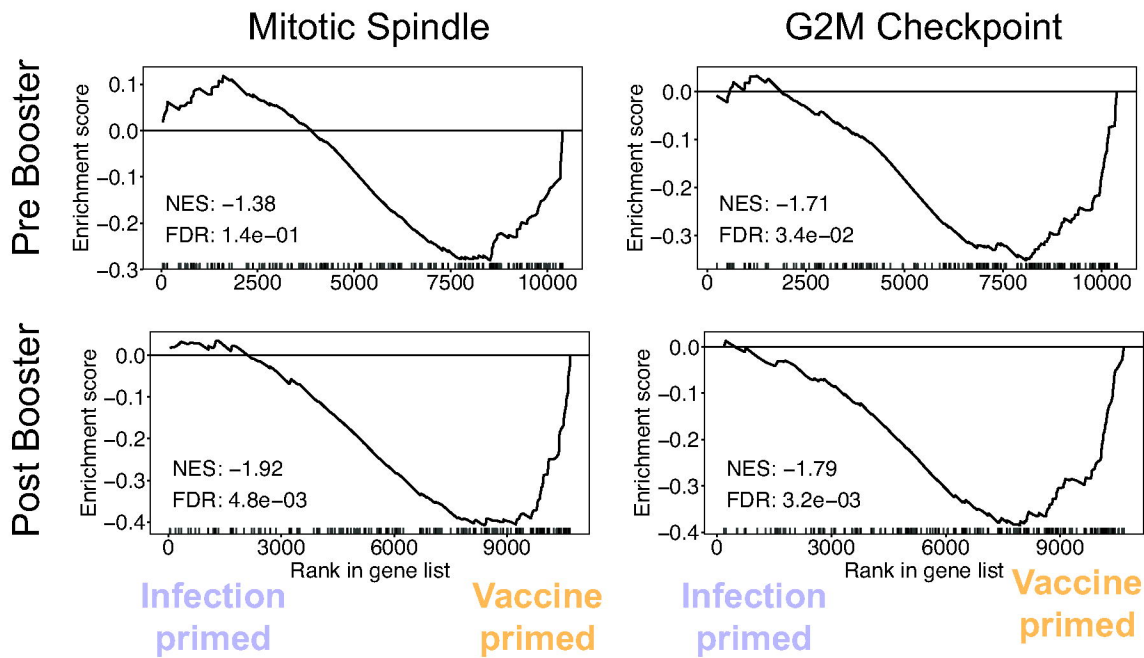 Mitotic Spindle
G2M Checkpoint
Pre Booster
Enrichment score
0.1
0.0
−0.1
−0.2
−0.3
NES: −1.38
FDR: 1.4e−01
0
2500
5000
7500
10000
Enrichment score
0.0
−0.1
−0.2
−0.3
NES: −1.71
FDR: 3.4e−02
0
2500
5000
7500
10000
Post Booster
Enrichment score
0.0
−0.1
−0.2
−0.3
−0.4
NES: −1.92
FDR: 4.8e−03
0
3000
6000
9000
Rank in gene list
Enrichment score
0.0
−0.1
−0.2
−0.3
−0.4
NES: −1.79
FDR: 3.2e−03
0
3000
6000
9000
Rank in gene list
Infection
primed
Vaccine
primed
Infection
primed
Vaccine
primed